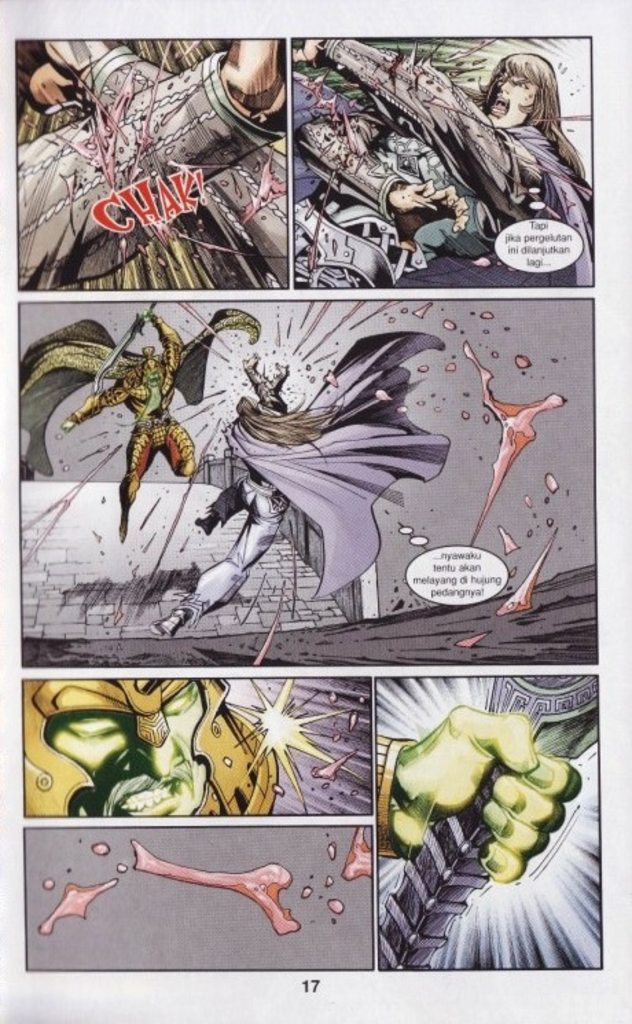 CHAK!
Tapi
jika pergelutan
ini dilanjutkan
lagi...
...nyawaku
tentu akan
melayang di hujung
pedangnya!
17